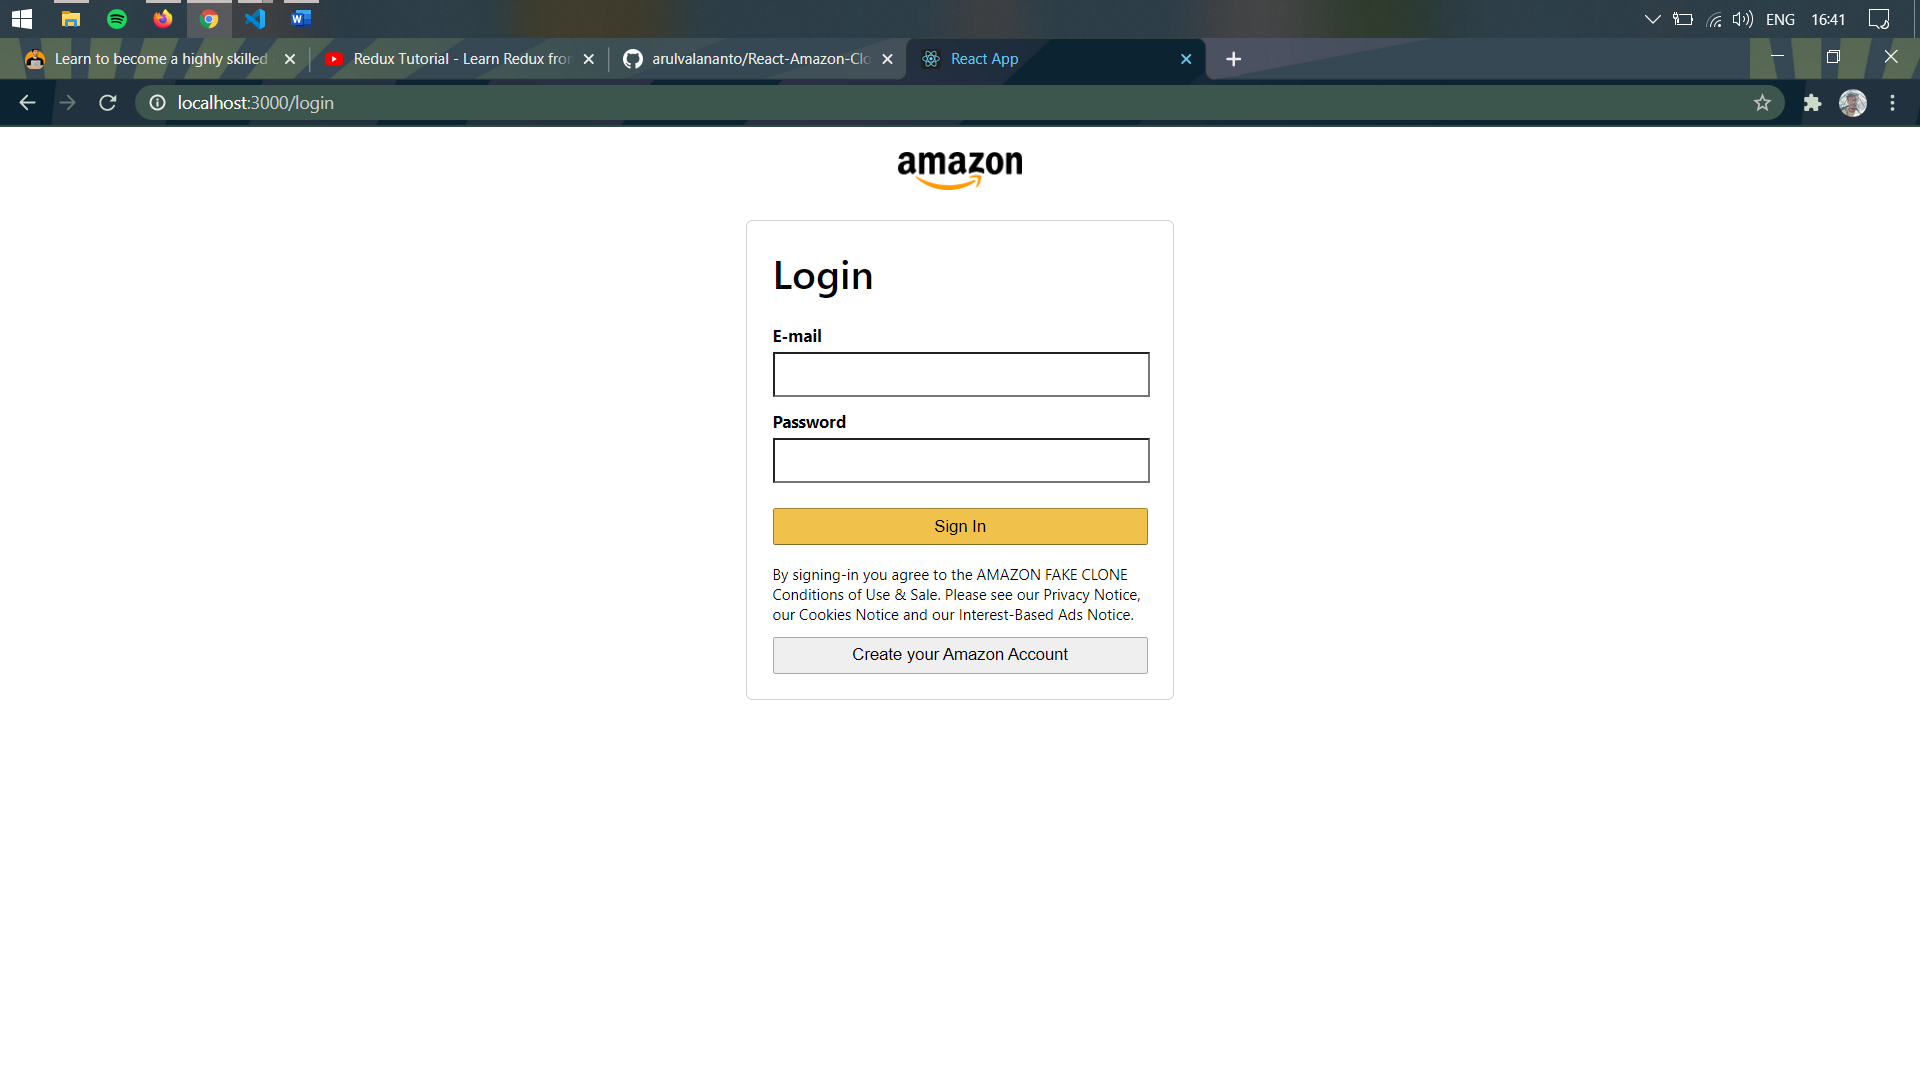 ENG 16:41
Learn to become a highly skilled
Redux Tutorial - Learn Redux fror
arulvalananto/React-Amazon-Clo
React App
localhost:3000/login
amazon
Login
E-mail
Password
Sign In
By signing-in you agree to the AMAZON FAKE CLONE
Conditions of Use & Sale. Please see our Privacy Notice,
our Cookies Notice and our Interest-Based Ads Notice.
Create your Amazon Account